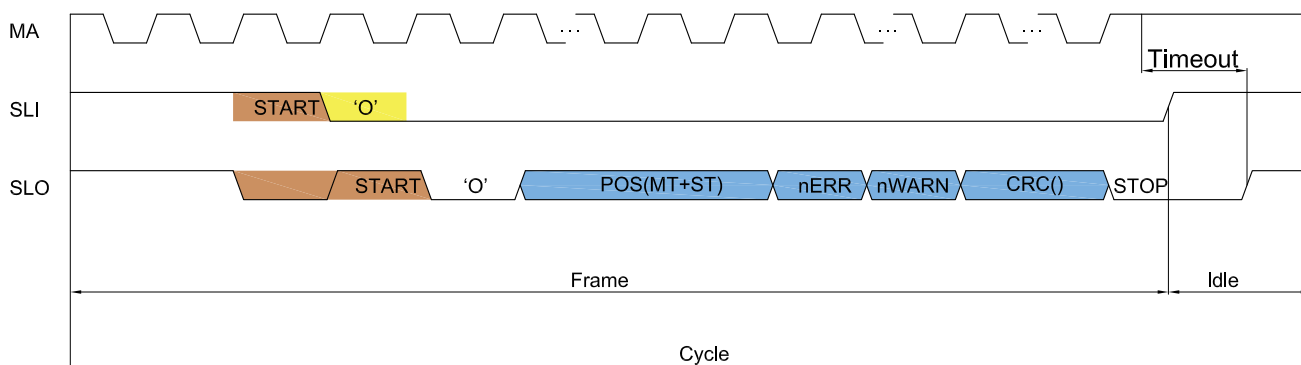 MA
... ... ...
Timeout
SLI START ‘O’
SLO START ‘O’ POS(MT+ST) nERR nWARN CRC() STOP
Frame Idle
Cycle